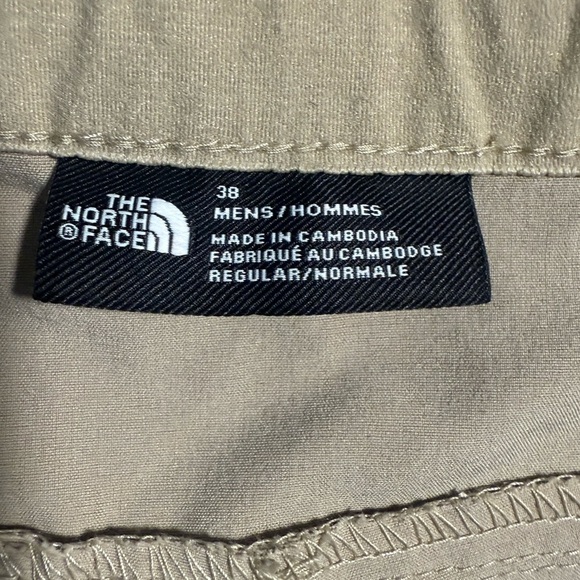 THE
NORTH
® FACE
38
MENS / HOMMES
MADE IN CAMBODIA
FABRIQUÉ AU CAMBODGE
REGULAR/NORMALE